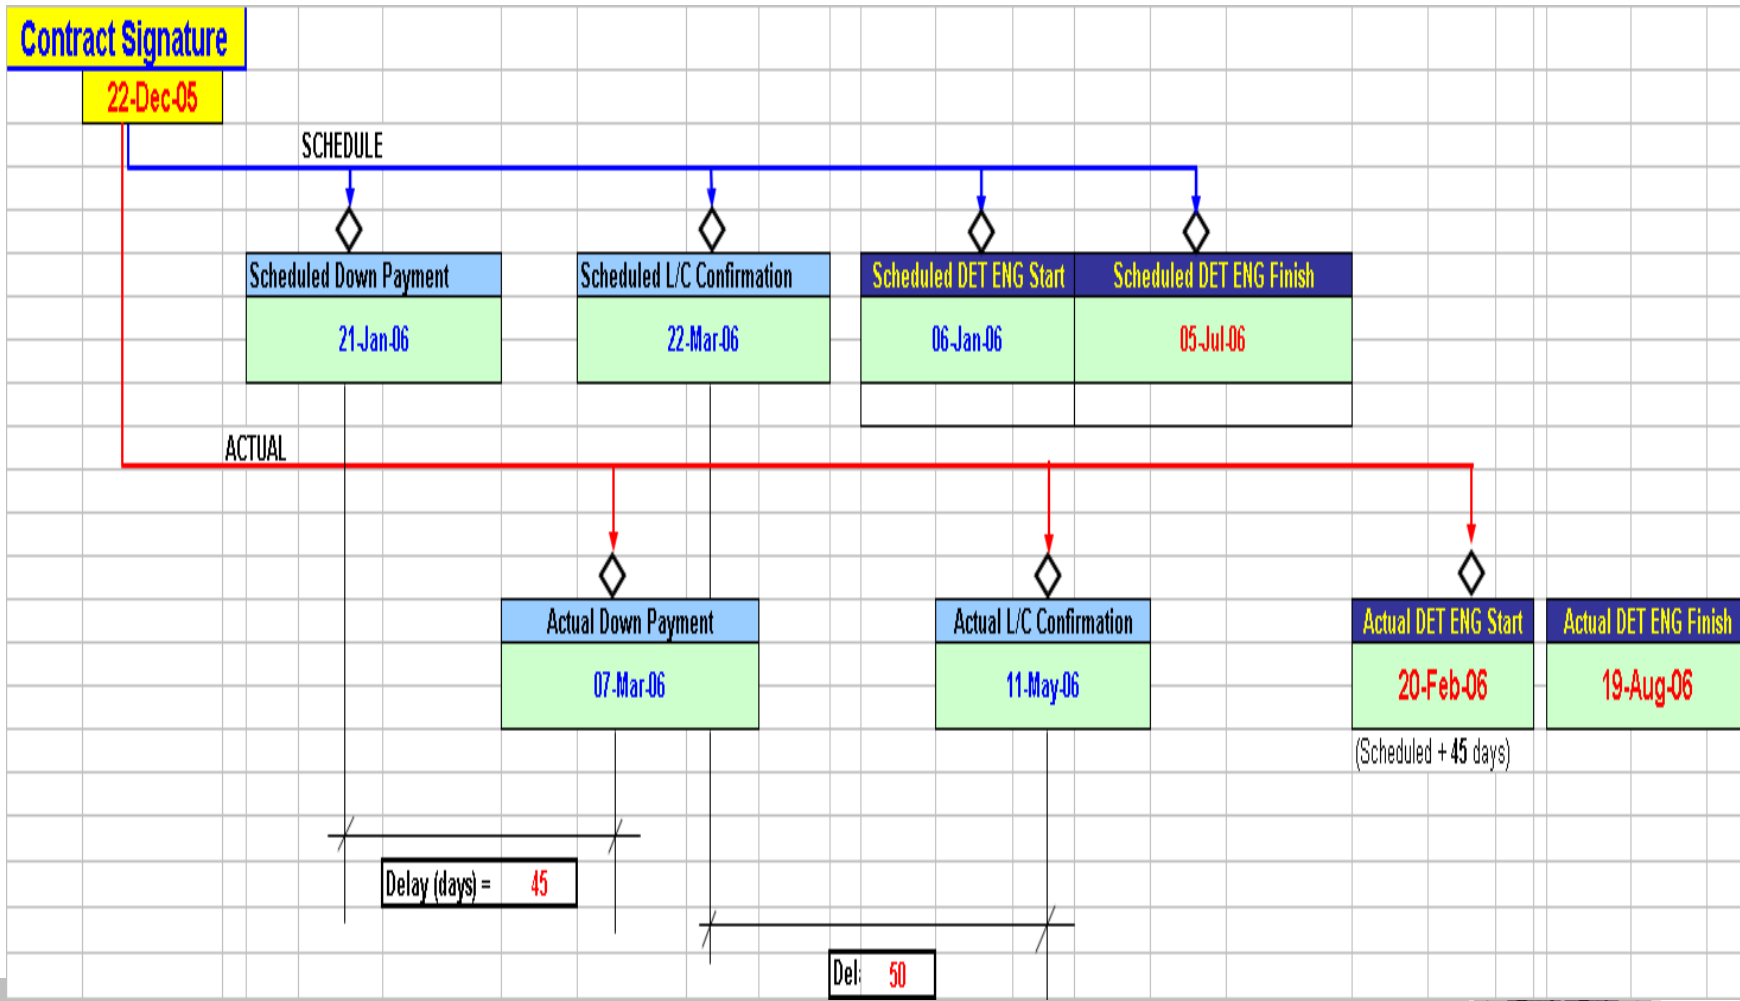 Contract Signature
22-Dec-05
SCHEDULE
Scheduled Down Payment
Scheduled L/C Confirmation
Scheduled DET ENG Start
Scheduled DET ENG Finish
21-Jan-06
22-Mar-06
06-Jan-06
05-Jul-06
ACTUAL
Actual Down Payment
Actual L/C Confirmation
Actual DET ENG Start
Actual DET ENG Finish
07-Mar-06
11-May-06
20-Feb-06
19-Aug-06
(Scheduled + 45 days)
Delay (days) = 45
Del 50